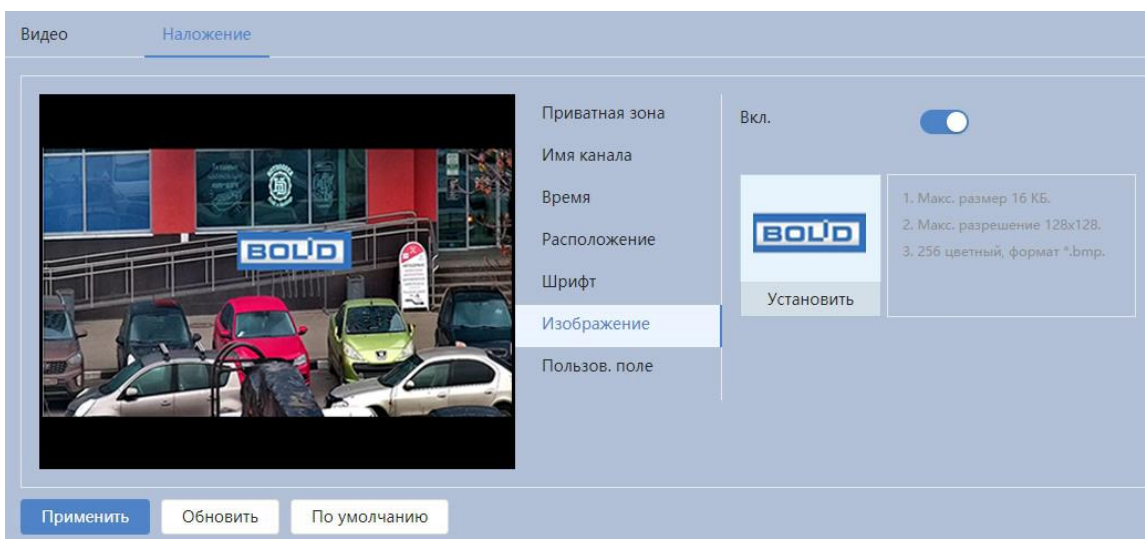 Видео
Наложение
BOLID
Приватная зона
Имя канала
Время
Расположение
Шрифт
Изображение
Пользов. поле
Вкл.
BOLID
Установить
1. Макс. размер 16 КБ.
2. Макс. разрешение 128x128.
3. 256 цветный, формат *.bmp.
Применить
Обновить
По умолчанию